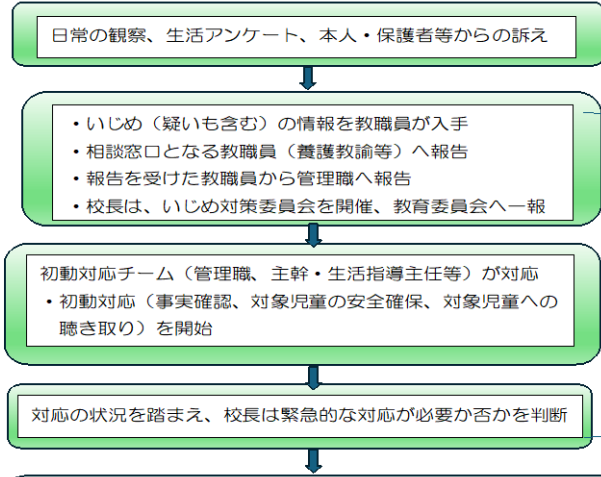 日常の観察、生活アンケート、本人・保護者等からの訴え
・いじめ（疑いも含む）の情報を教職員が入手
・相談窓口となる教職員（養護教諭等）へ報告
・報告を受けた教職員から管理職へ報告
・校長は、いじめ対策委員会を開催、教育委員会へ一報
初動対応チーム（管理職、主幹・生活指導主任等）が対応
・初動対応（事実確認、対象児童の安全確保、対象児童への
聴き取り）を開始
対応の状況を踏まえ、校長は緊急的な対応が必要か否かを判断